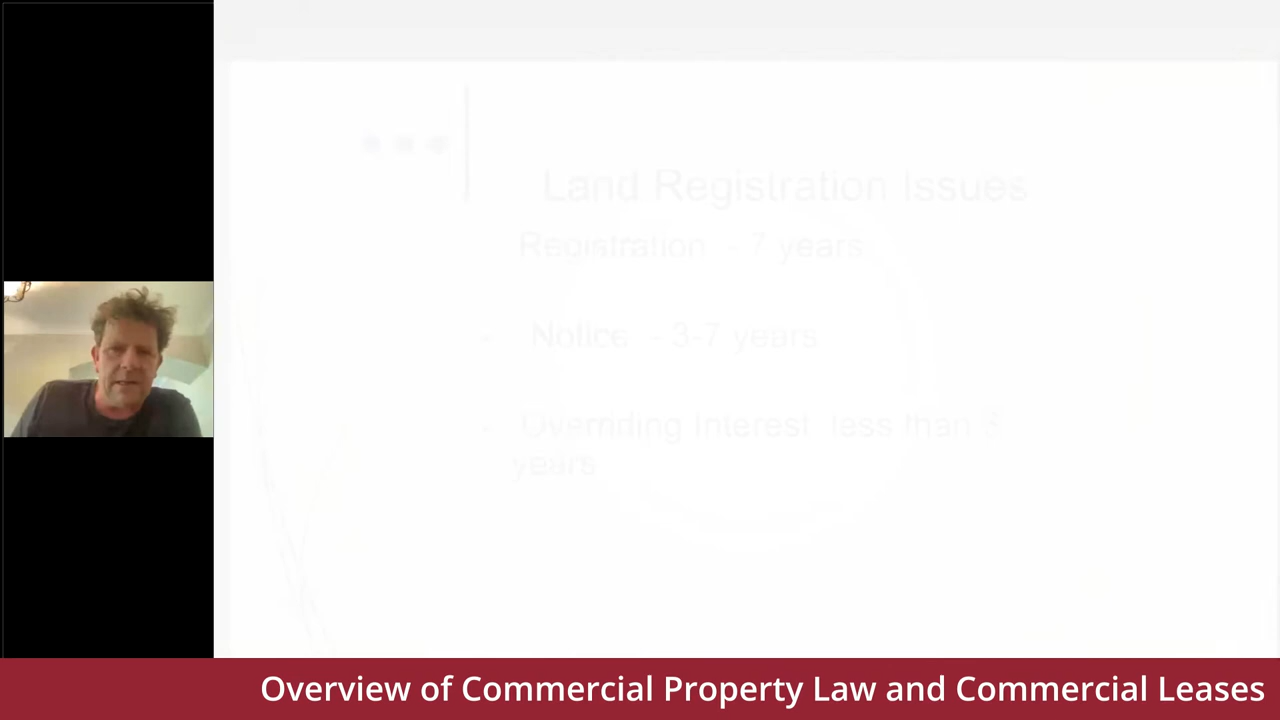 Land Registration Issues
Registration - 7 years
- Notice - 3-7 years
- Overriding Interest less than
years
Overview of Commercial Property Law and Commercial Leases